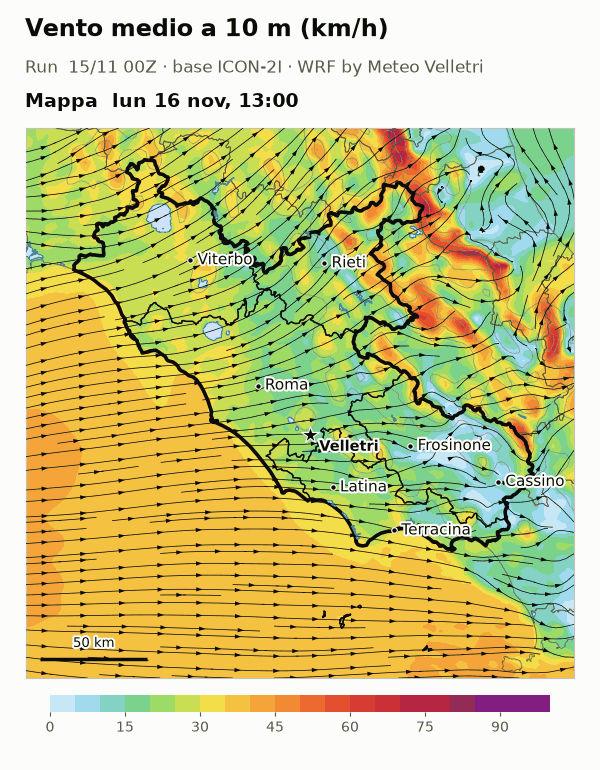 Vento medio a 10 m (km/h)
Run 15/11 00Z · base ICON-2I · WRF by Meteo Velletri
Mappa lun 16 nov, 13:00
Viterbo
Rieti
Roma
Velletri
Frosinone
Latina
Cassino
Terracina
50 km
0 15 30 45 60 75 90